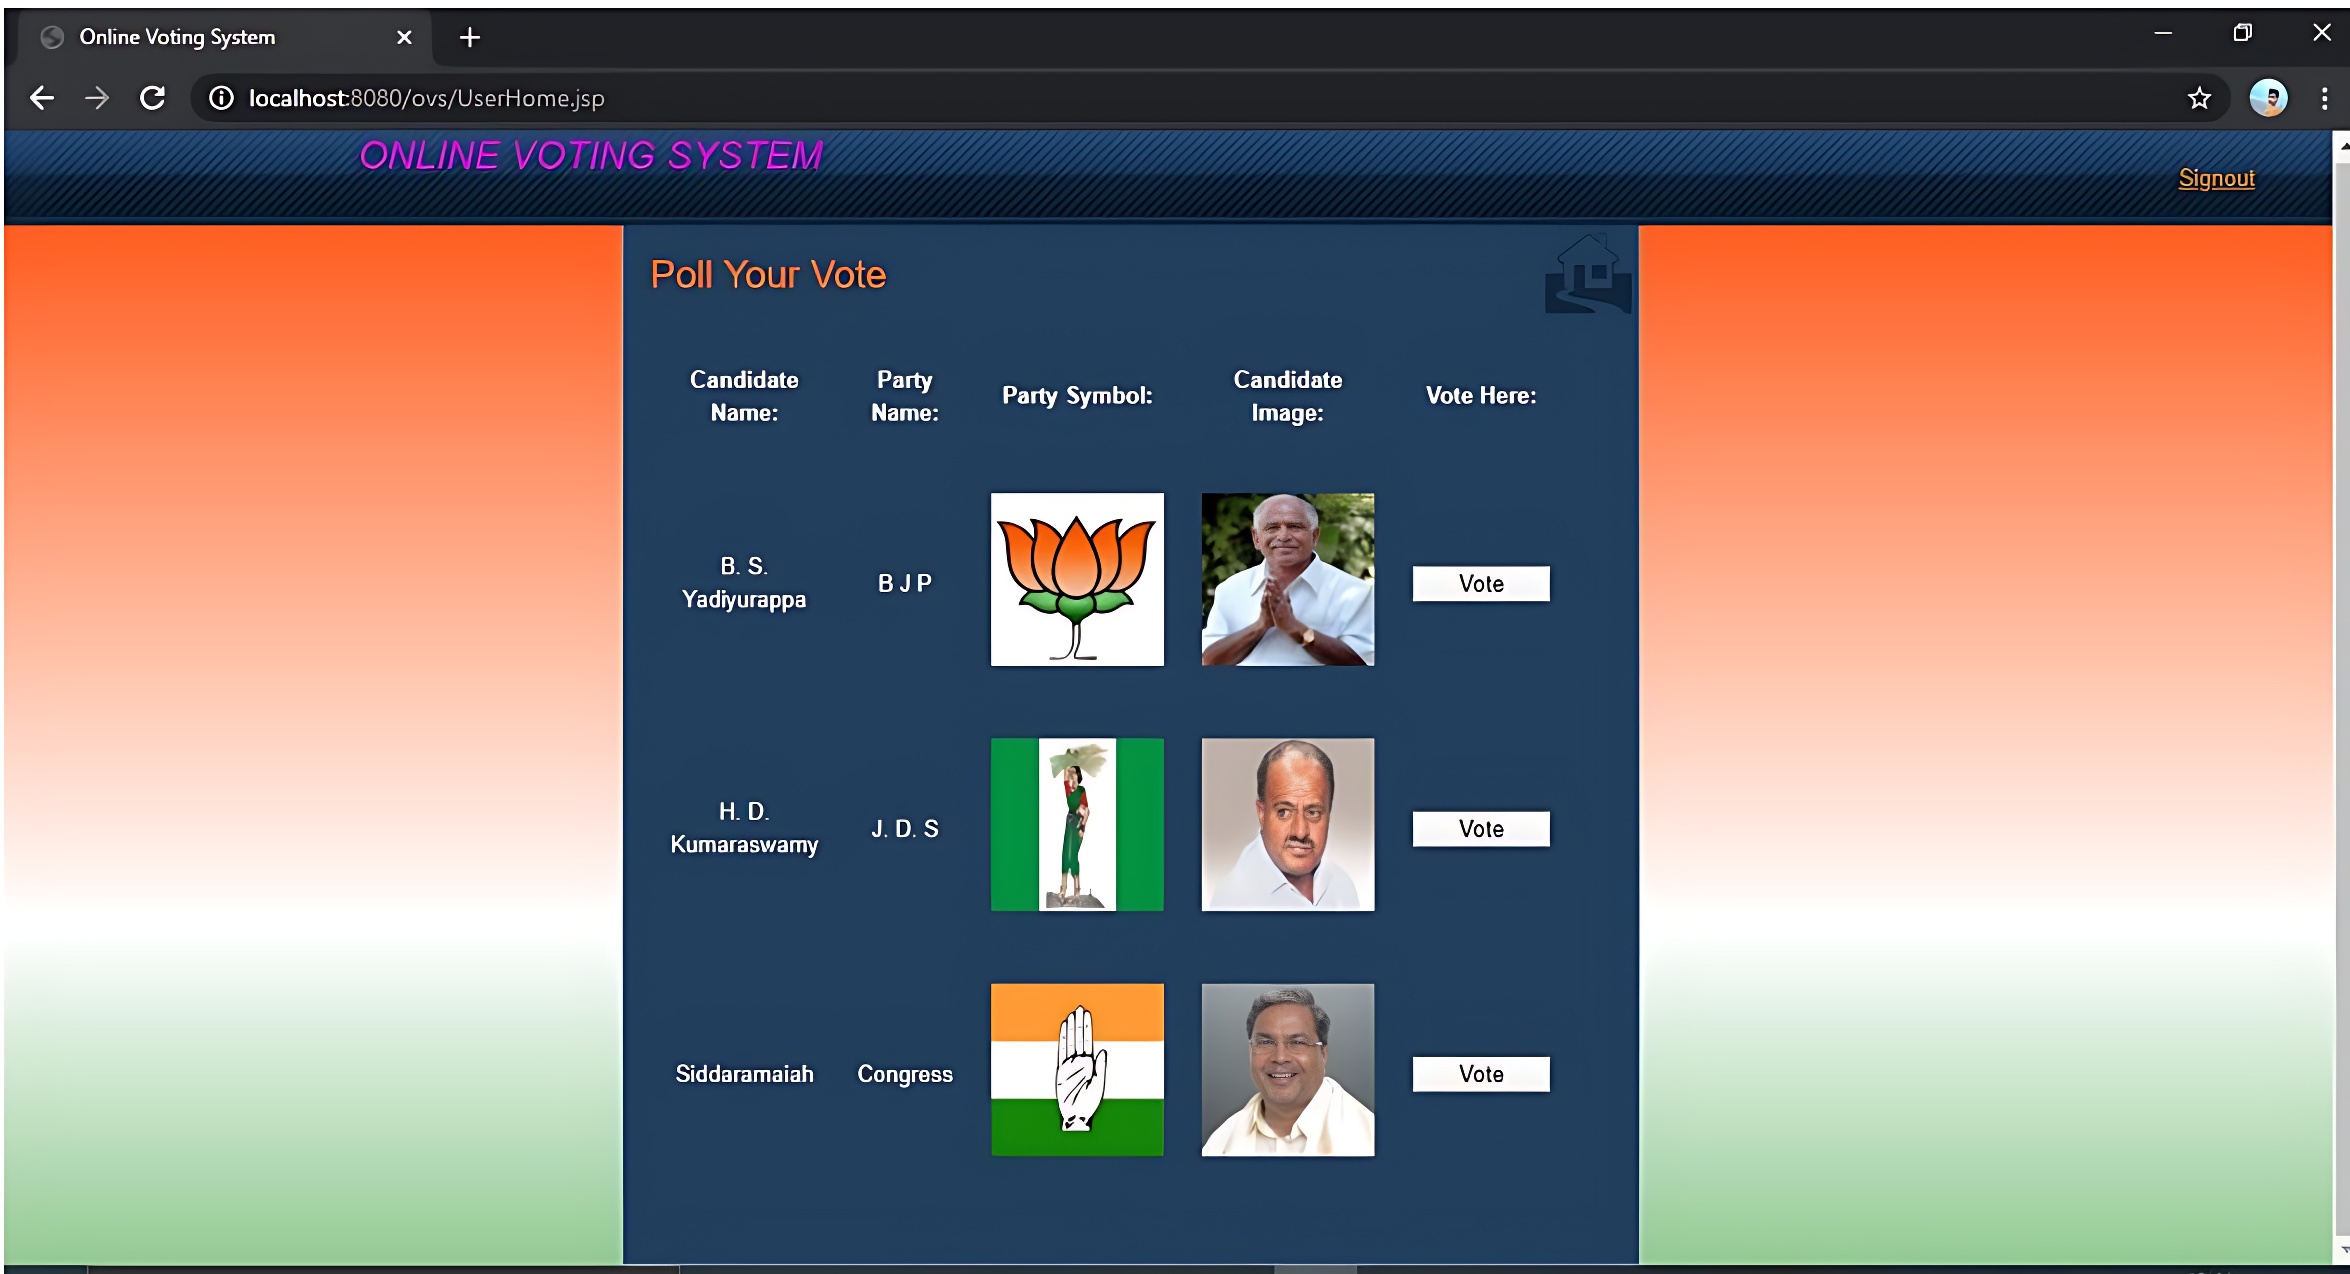 Online Voting System
localhost:8080/ovs/UserHome.jsp
ONLINE VOTING SYSTEM
Signout
Poll Your Vote
Candidate Name:
Party Name:
Party Symbol:
Candidate Image:
Vote Here:
B. S. Yadiyurappa
B J P
Vote
H. D. Kumaraswamy
J. D. S
Vote
Siddaramaiah
Congress
Vote